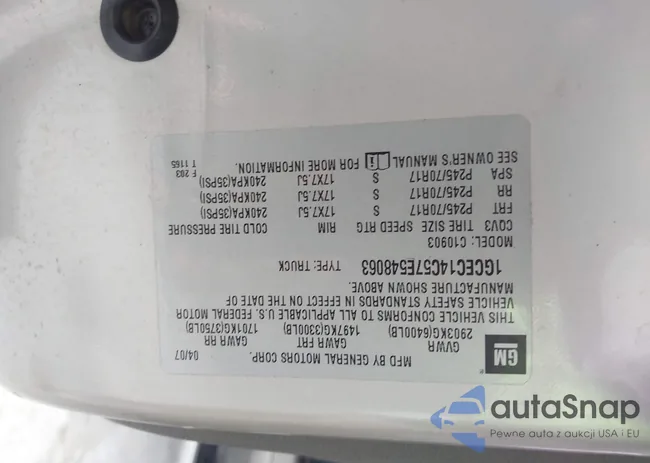 GM
MFD BY GENERAL MOTORS CORP.
04/07
GVWR GAWR FRT GAWR RR
2903KG(6400LB) 1497KG(3300LB) 1701KG(3750LB)
THIS VEHICLE CONFORMS TO ALL APPLICABLE U.S. FEDERAL MOTOR
VEHICLE SAFETY STANDARDS IN EFFECT ON THE DATE OF
MANUFACTURE SHOWN ABOVE.
1GCEC14C57E548063 TYPE: TRUCK
MODEL: C10903
CQV3 TIRE SIZE SPEED RTG RIM COLD TIRE PRESSURE
FRT P245/70R17 S 17X7.5J 240KPA(35PSI)
RR P245/70R17 S 17X7.5J 240KPA(35PSI)
SPA P245/70R17 S 17X7.5J 240KPA(35PSI)
SEE OWNER'S MANUAL FOR MORE INFORMATION.
F 203
T 1165
autaSnap
Pewne auta z aukcji USA i EU